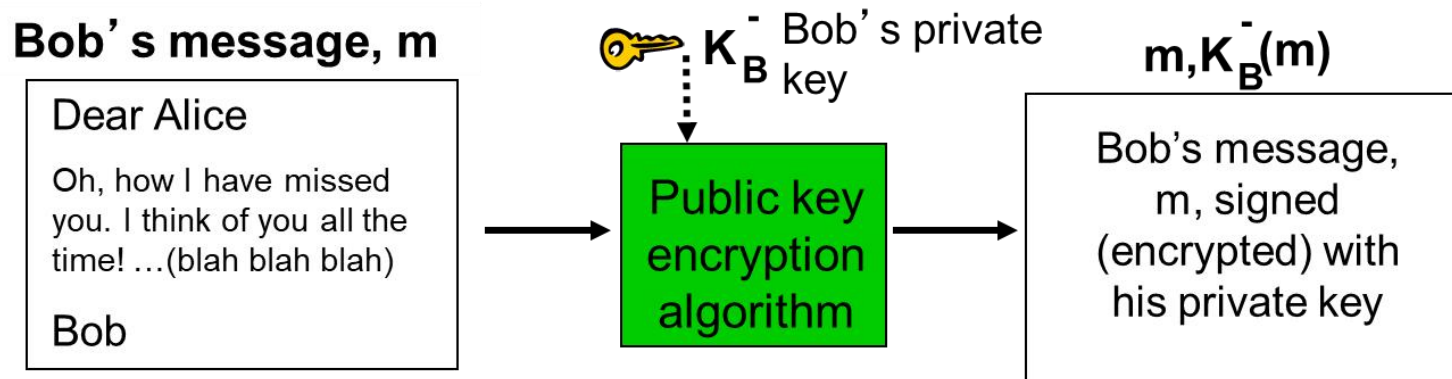 Bob’s message, m
Dear Alice
Oh, how I have missed
you. I think of you all the
time! …(blah blah blah)
Bob
K_B^- Bob’s private
key
Public key
encryption
algorithm
m,K_B^-(m)
Bob’s message,
m, signed
(encrypted) with
his private key